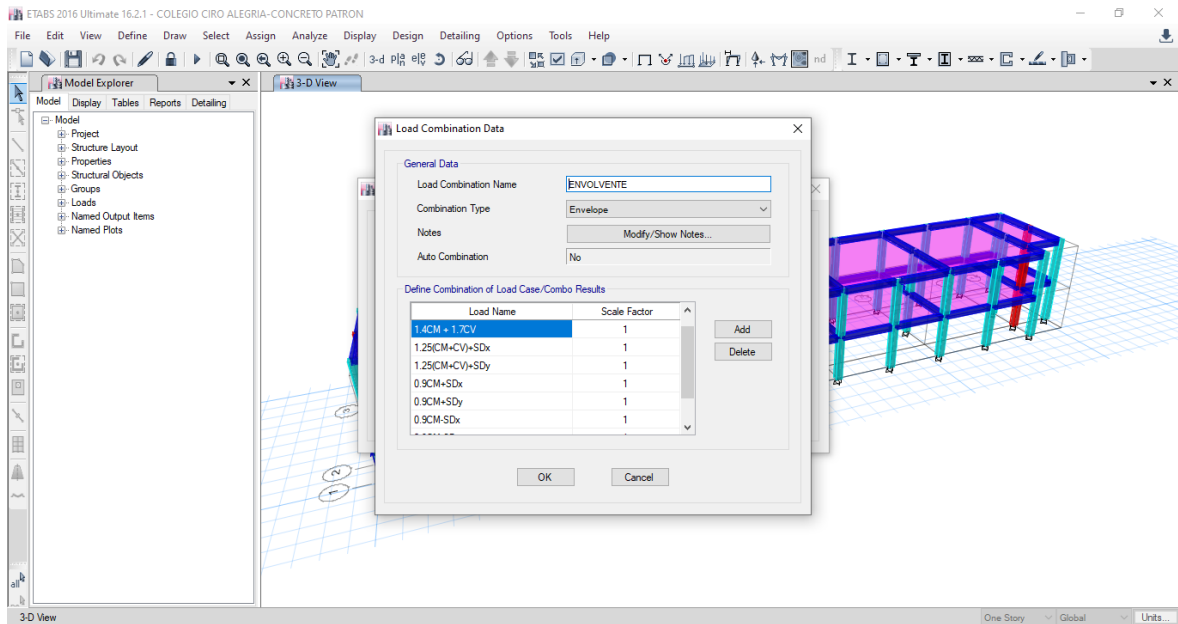 ETABS 2016 Ultimate 16.2.1 - COLEGIO CIRO ALEGRIA-CONCRETO PATRON
File Edit View Define Draw Select Assign Analyze Display Design Detailing Options Tools Help
3-d
nd
Model Explorer
Model Display Tables Reports Detailing
Model
Project
Structure Layout
Properties
Structural Objects
Groups
Loads
Named Output Items
Named Plots
3-D View
Load Combination Data
General Data
Load Combination Name ENVOLVENTE
Combination Type Envelope
Notes Modify/Show Notes...
Auto Combination No
Define Combination of Load Case/Combo Results
Load Name Scale Factor
1.4CM + 1.7CV 1
1.25(CM+CV)+SDx 1
1.25(CM+CV)+SDy 1
0.9CM+SDx 1
0.9CM+SDy 1
0.9CM-SDx 1
Add
Delete
OK Cancel
3
2
1
all
3-D View One Story Global Units...